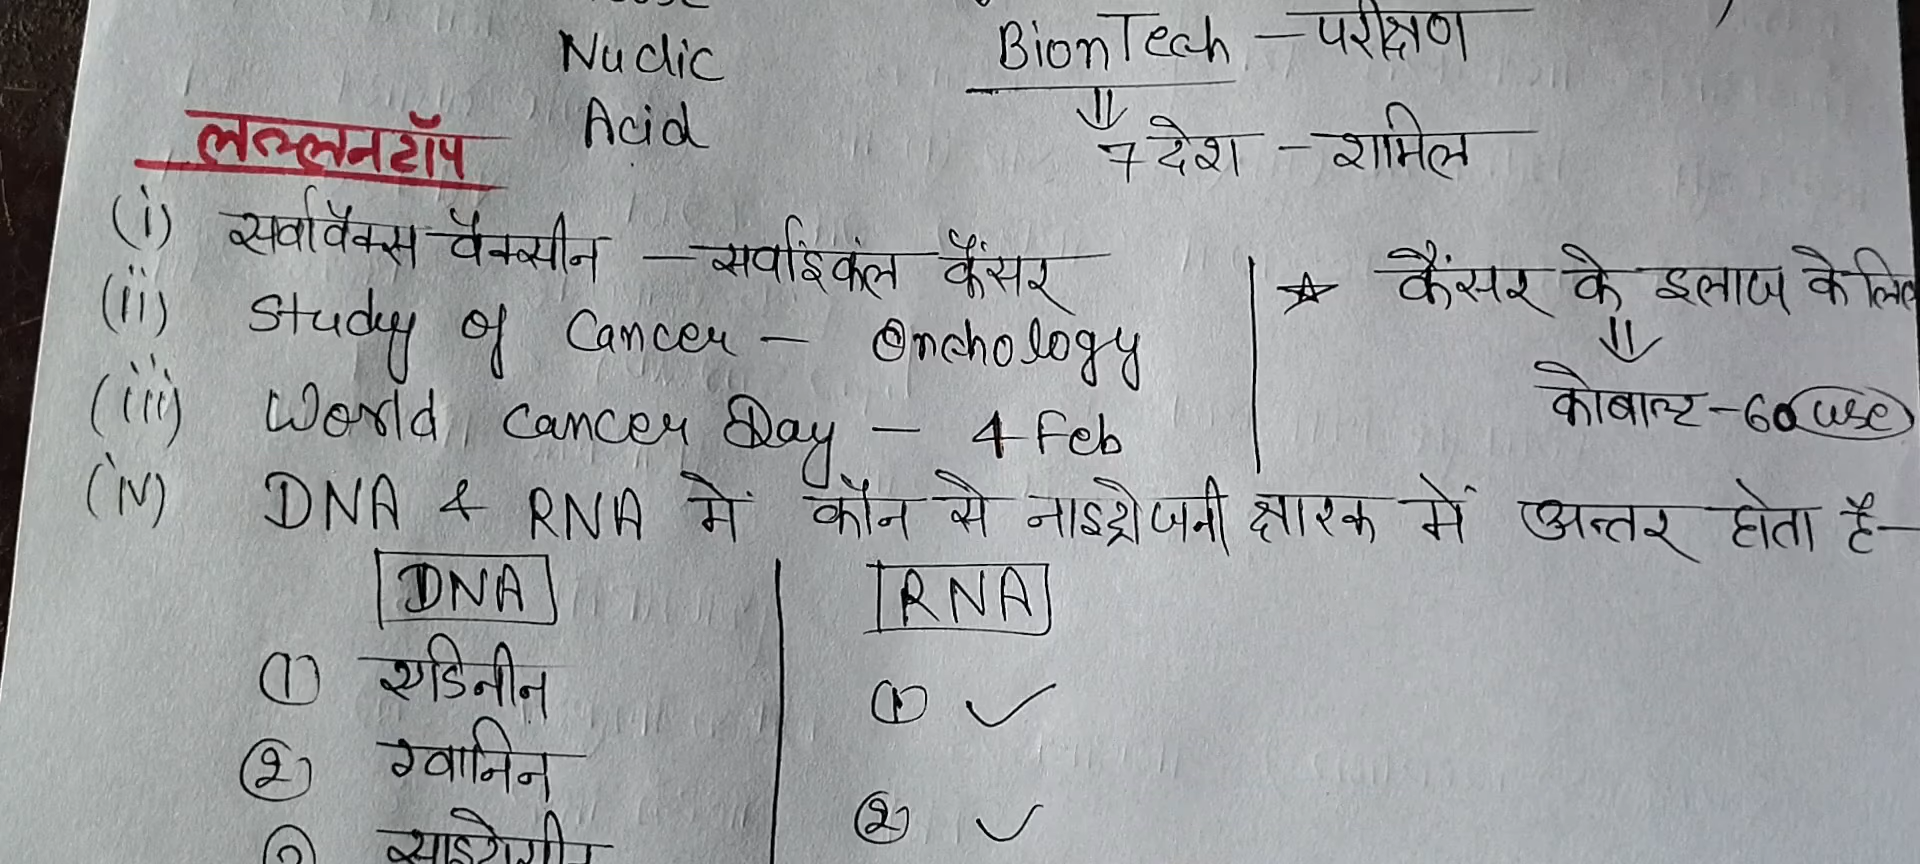 Nuclic
Acid
BionTech – परीक्षण
⇓
7 देश – शामिल
लल्लनटॉप
(i) सर्वावैक्स वैक्सीन – सर्वाइकल कैंसर
(ii) Study of Cancer – Onchology
(iii) World Cancer Day – 4 Feb
☆ कैंसर के इलाज के लिए
⇓
कोबाल्ट – 60 use
(iv) DNA & RNA में कौन से नाइट्रोजनी क्षारक में अन्तर होता है –
DNA
① एडिनीन
② ग्वानिन
RNA
① ✓
② ✓